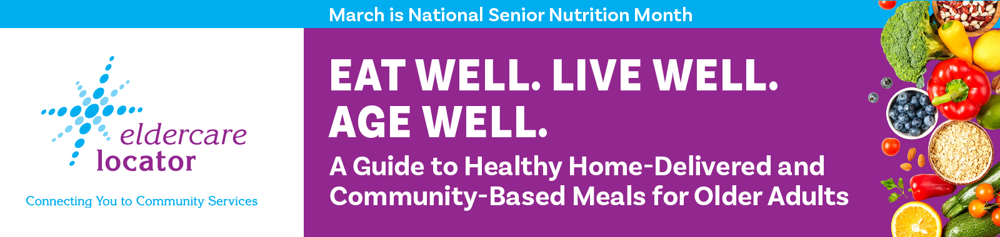 March is National Senior Nutrition Month
eldercare
locator
Connecting You to Community Services
EAT WELL. LIVE WELL.
AGE WELL.
A Guide to Healthy Home-Delivered and
Community-Based Meals for Older Adults